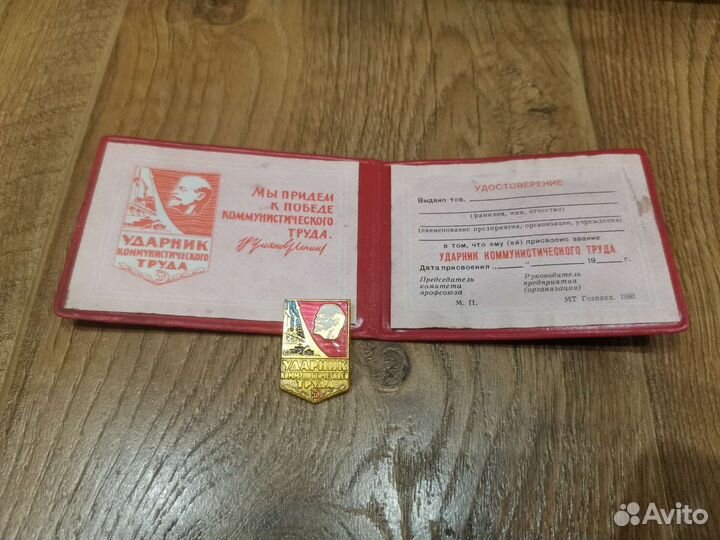 УДАРНИК
КОММУНИСТИЧЕСКОГО
ТРУДА
МЫ ПРИДЕМ
К ПОБЕДЕ
КОММУНИСТИЧЕСКОГО
ТРУДА.
В. Ульянов (Ленин)
УДОСТОВЕРЕНИЕ
Выдано тов.
(фамилия, имя, отчество)
(наименование предприятия, организации, учреждения)
в том, что ему (ей) присвоено звание
УДАРНИК КОММУНИСТИЧЕСКОГО ТРУДА
Дата присвоения „ “ 19 г.
Председатель комитета профсоюза
Руководитель предприятия (организации)
М. П.
МТ Гознака. 1980.
УДАРНИК
КОММУНИСТИЧЕСКОГО
ТРУДА
Avito